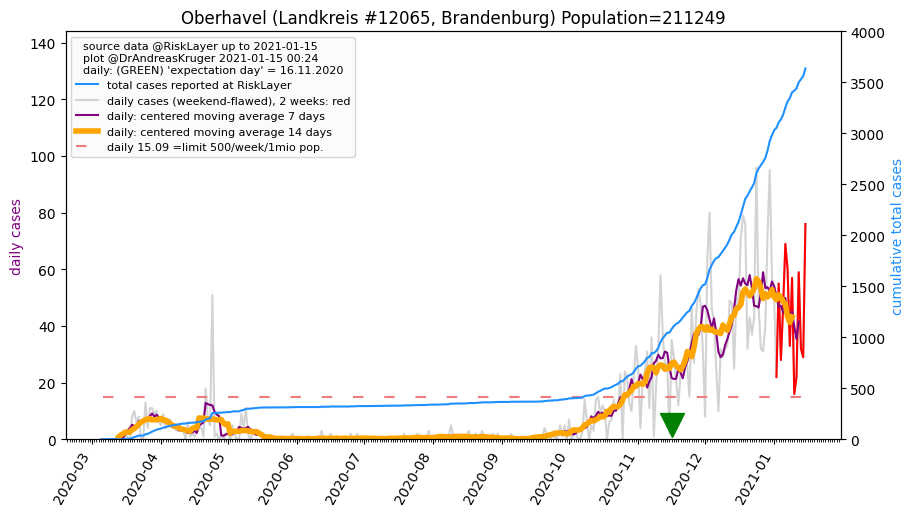 Oberhavel (Landkreis #12065, Brandenburg) Population=211249
source data @RiskLayer up to 2021-01-15
plot @DrAndreasKruger 2021-01-15 00:24
daily: (GREEN) 'expectation day' = 16.11.2020
total cases reported at RiskLayer
daily cases (weekend-flawed), 2 weeks: red
daily: centered moving average 7 days
daily: centered moving average 14 days
daily 15.09 =limit 500/week/1mio pop.
daily cases
140
120
100
80
60
40
20
0
cumulative total cases
4000
3500
3000
2500
2000
1500
1000
500
0
2020-03
2020-04
2020-05
2020-06
2020-07
2020-08
2020-09
2020-10
2020-11
2020-12
2021-01